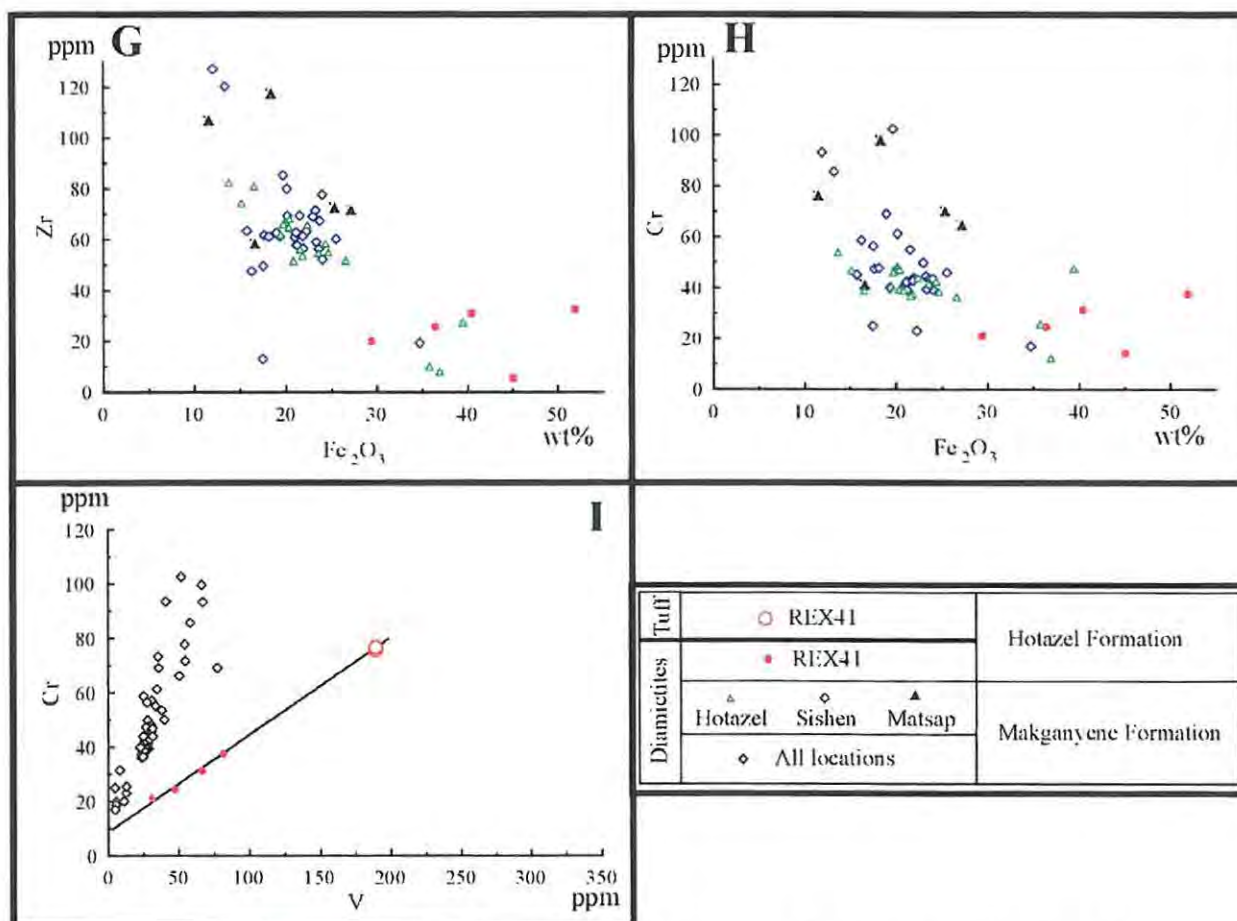 ppm G
120
100
80
60
40
20
0
Zr
0 10 20 30 40 50
wt%
Fe2O3
ppm H
120
100
80
60
40
20
0
Cr
0 10 20 30 40 50
wt%
Fe2O3
ppm I
120
100
80
60
40
20
0
Cr
0 50 100 150 200 250 300 350
V ppm
Tuff
REX41
Hotazel Formation
Diamictites
REX41
Hotazel Sishen Matsap
Makganyene Formation
All locations